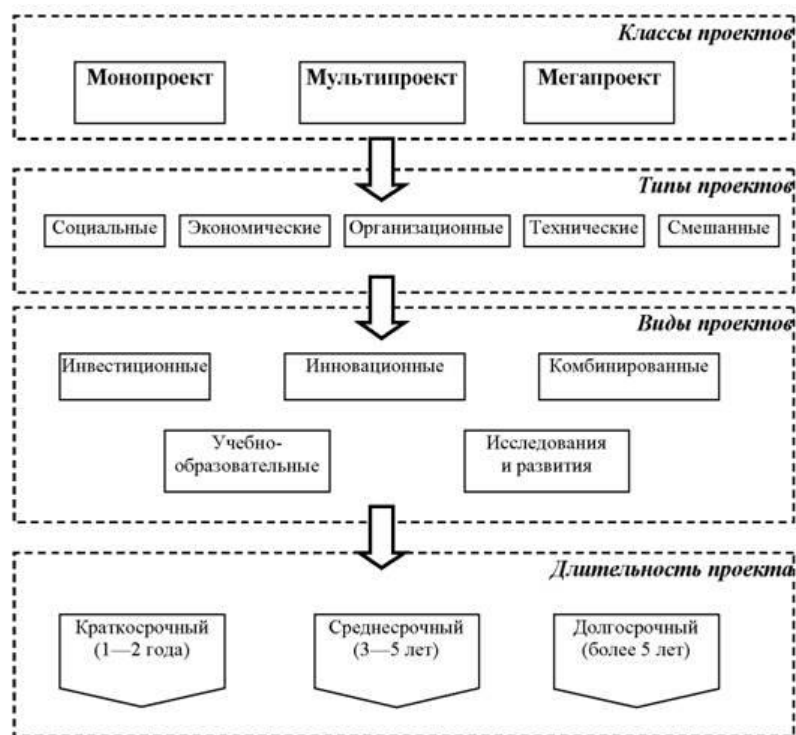 Классы проектов
Монопроект
Мультипроект
Мегапроект
Типы проектов
Социальные
Экономические
Организационные
Технические
Смешанные
Виды проектов
Инвестиционные
Инновационные
Комбинированные
Учебно-
образовательные
Исследования
и развития
Длительность проекта
Краткосрочный
(1—2 года)
Среднесрочный
(3—5 лет)
Долгосрочный
(более 5 лет)